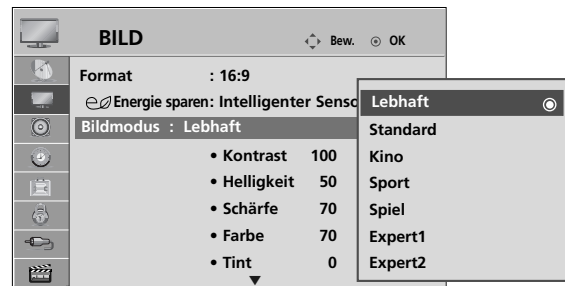 BILD
Bew. OK
Format : 16:9
Energie sparen: Intelligenter Senso
Bildmodus : Lebhaft
• Kontrast 100
• Helligkeit 50
• Schärfe 70
• Farbe 70
• Tint 0
Lebhaft
Standard
Kino
Sport
Spiel
Expert1
Expert2